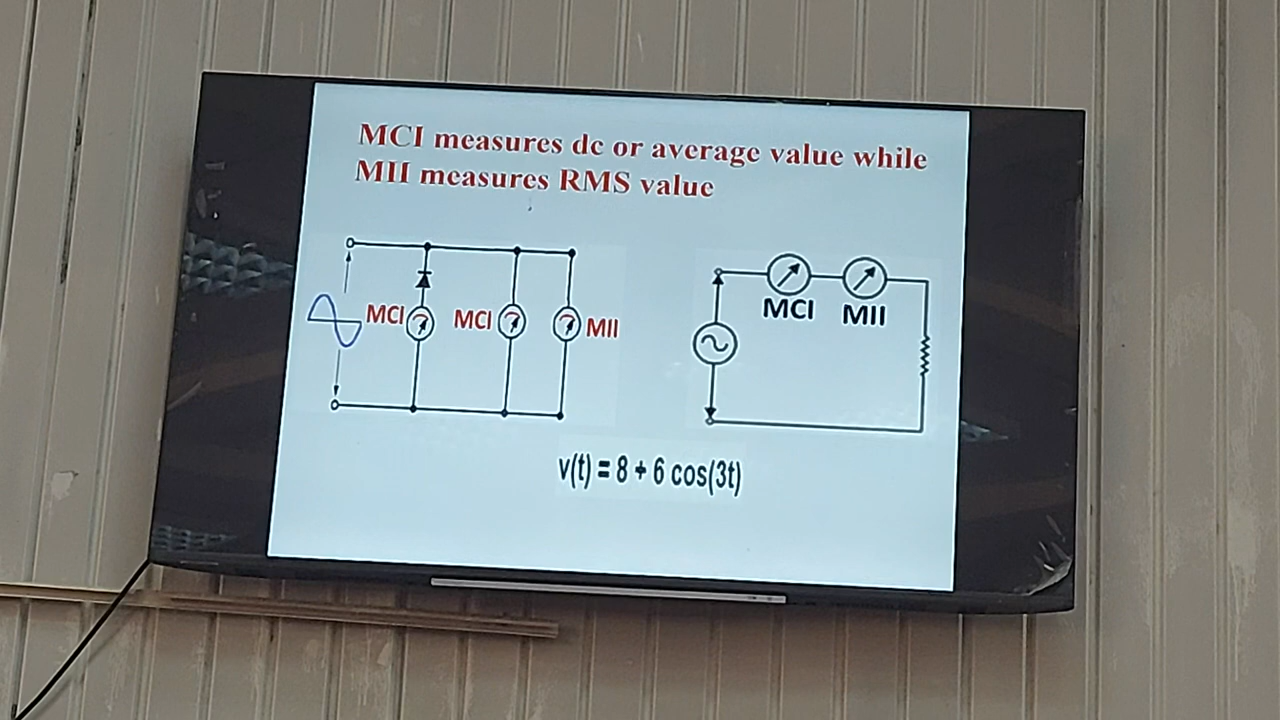 MCI measures dc or average value while
MII measures RMS value
MCI
MCI
MII
MCI
MII
v(t) = 8 + 6 cos(3t)